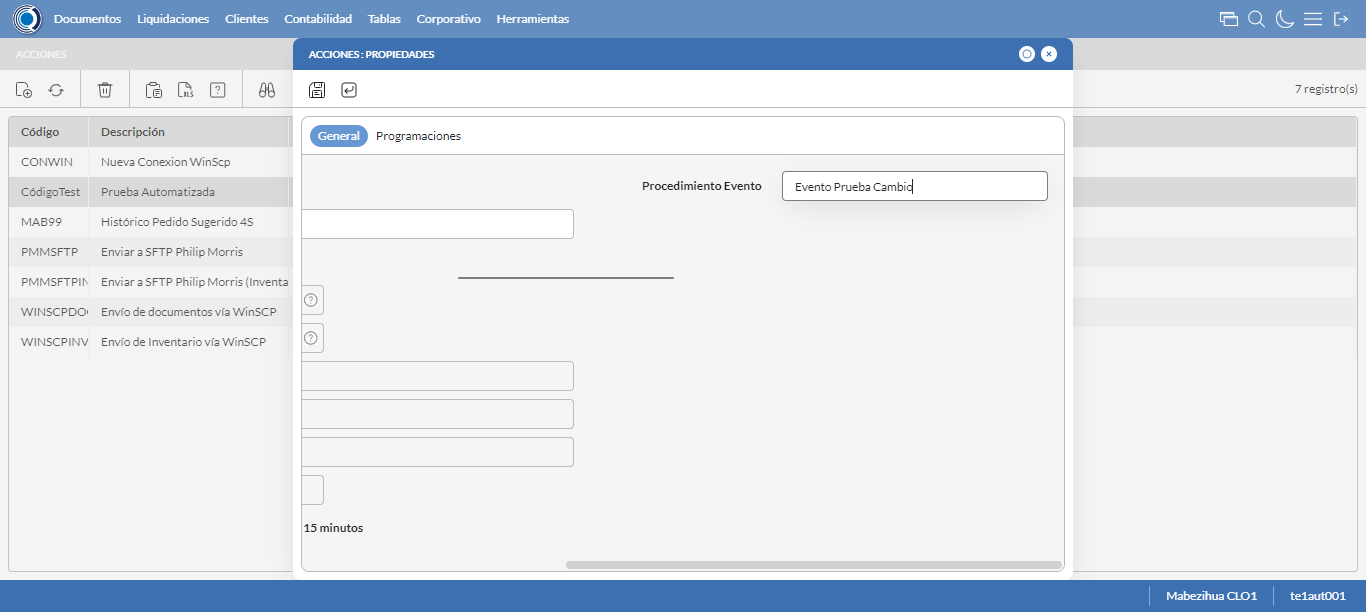 Documentos Liquidaciones Clientes Contabilidad Tablas Corporativo Herramientas
ACCIONES
ACCIONES : PROPIEDADES
XLS
7 registro(s)
General Programaciones
Código Descripción
CONWIN Nueva Conexion WinScp
CódigoTest Prueba Automatizada
MAB99 Histórico Pedido Sugerido 4S
PMMSFTP Enviar a SFTP Philip Morris
PMMSFTPIN Enviar a SFTP Philip Morris (Inventa
WINSCPDO Envío de documentos vía WinSCP
WINSCPINV Envío de Inventario vía WinSCP
Procedimiento Evento Evento Prueba Cambio
15 minutos
Mabezihua CLO1 te1aut001